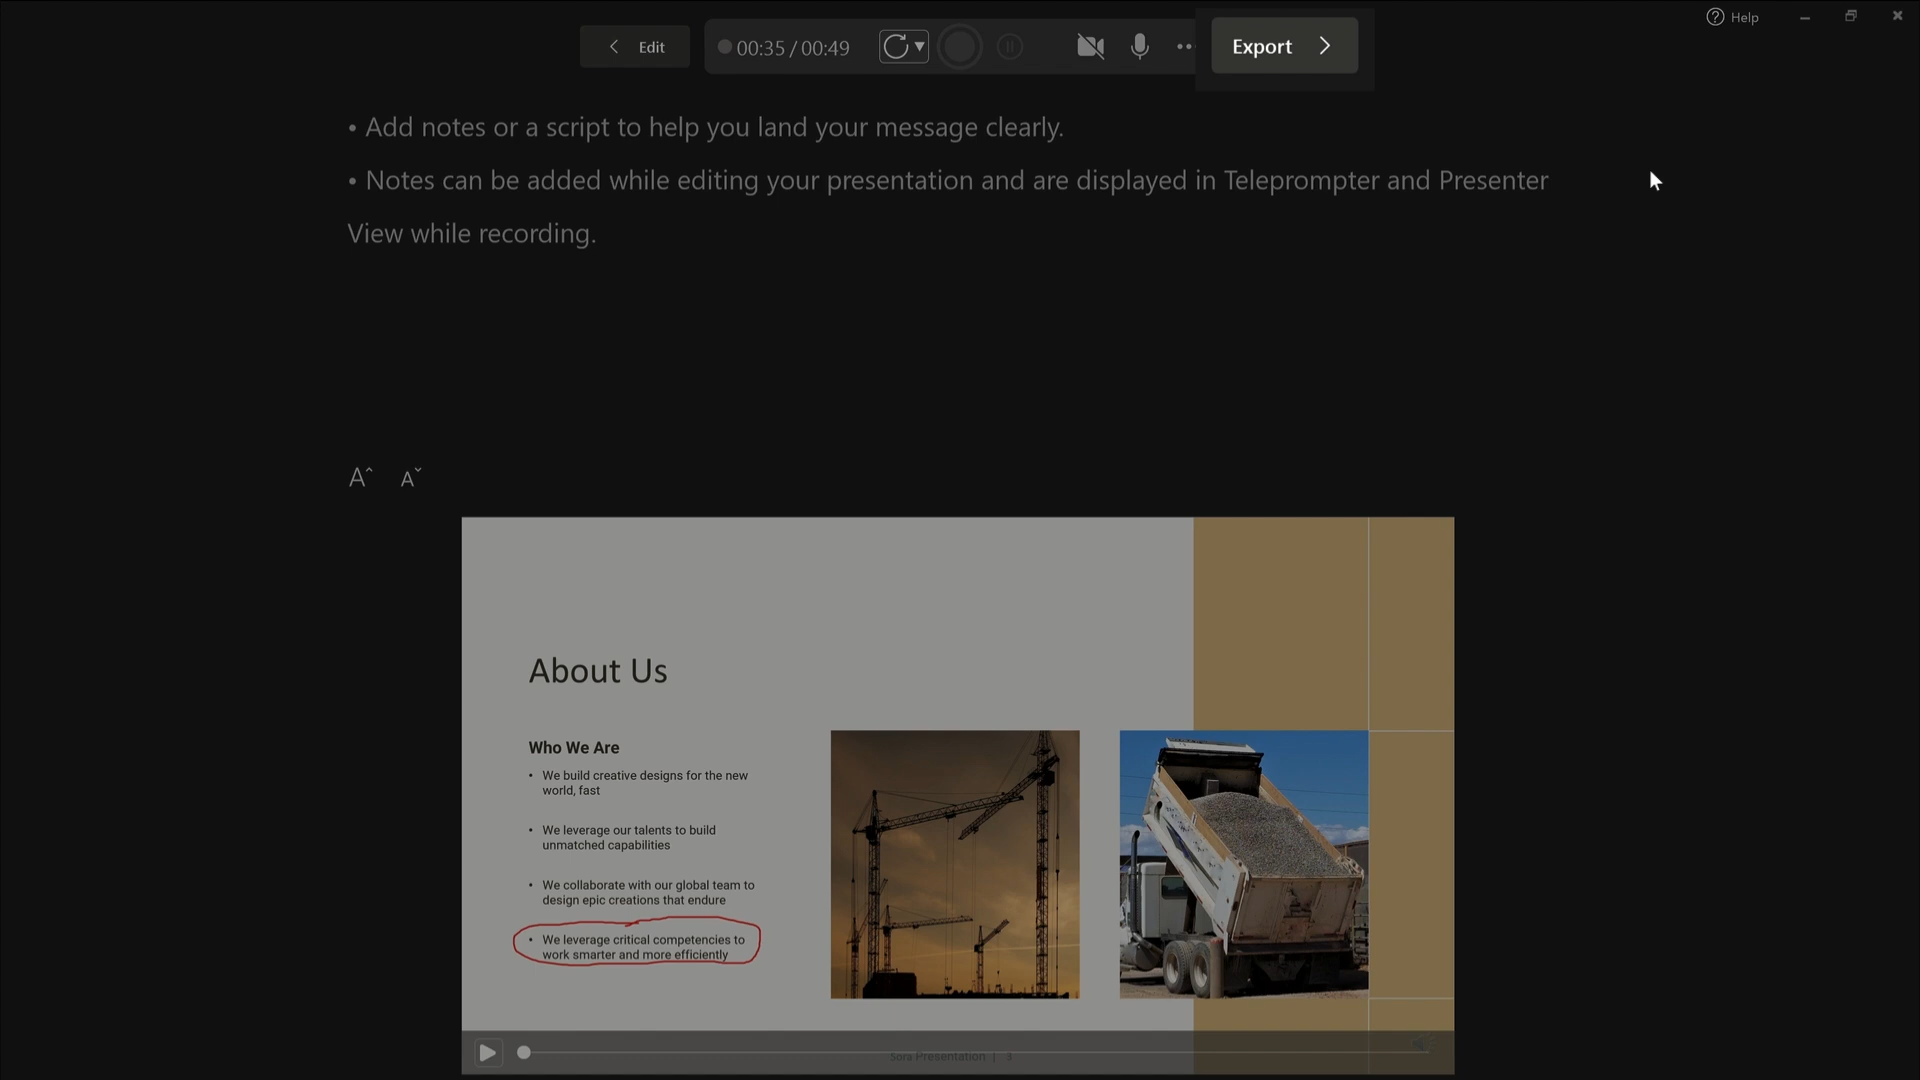 Help
Edit
00:35 / 00:49
Export
• Add notes or a script to help you land your message clearly.
• Notes can be added while editing your presentation and are displayed in Teleprompter and Presenter
View while recording.
A A
About Us
Who We Are
• We build creative designs for the new
world, fast
• We leverage our talents to build
unmatched capabilities
• We collaborate with our global team to
design epic creations that endure
• We leverage critical competencies to
work smarter and more efficiently
Sora Presentation | 3